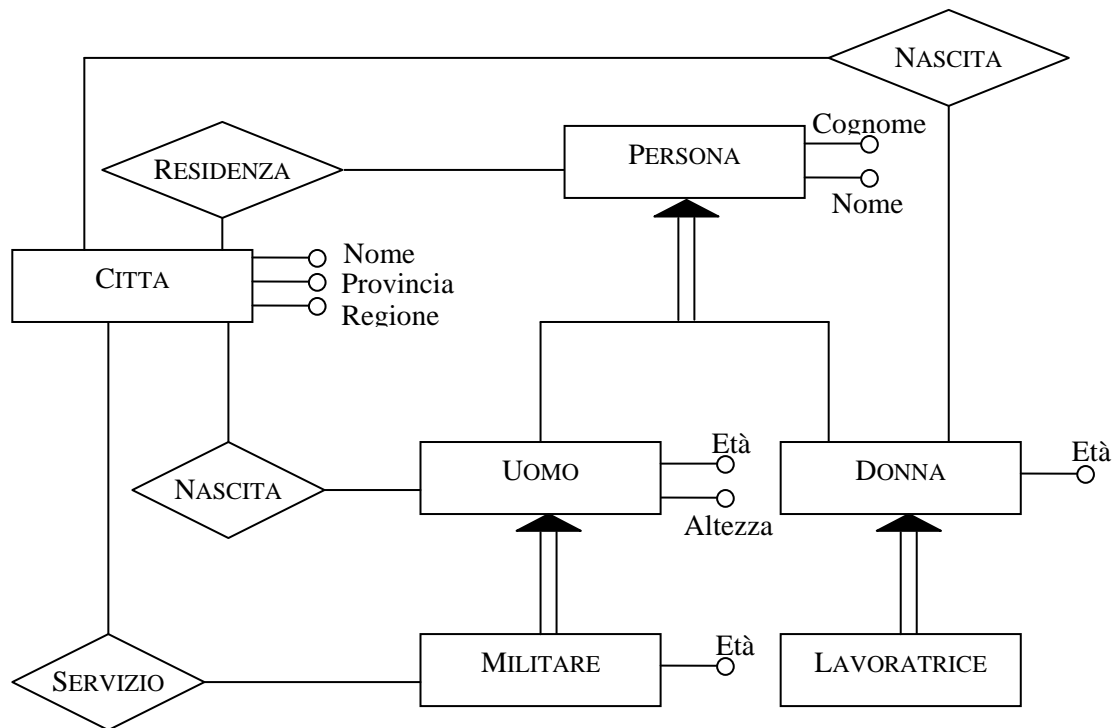 NASCITA
Cognome
PERSONA
RESIDENZA
Nome
Nome
CITTA
Provincia
Regione
Età
UOMO
DONNA
Età
NASCITA
Altezza
Età
MILITARE
LAVORATRICE
SERVIZIO